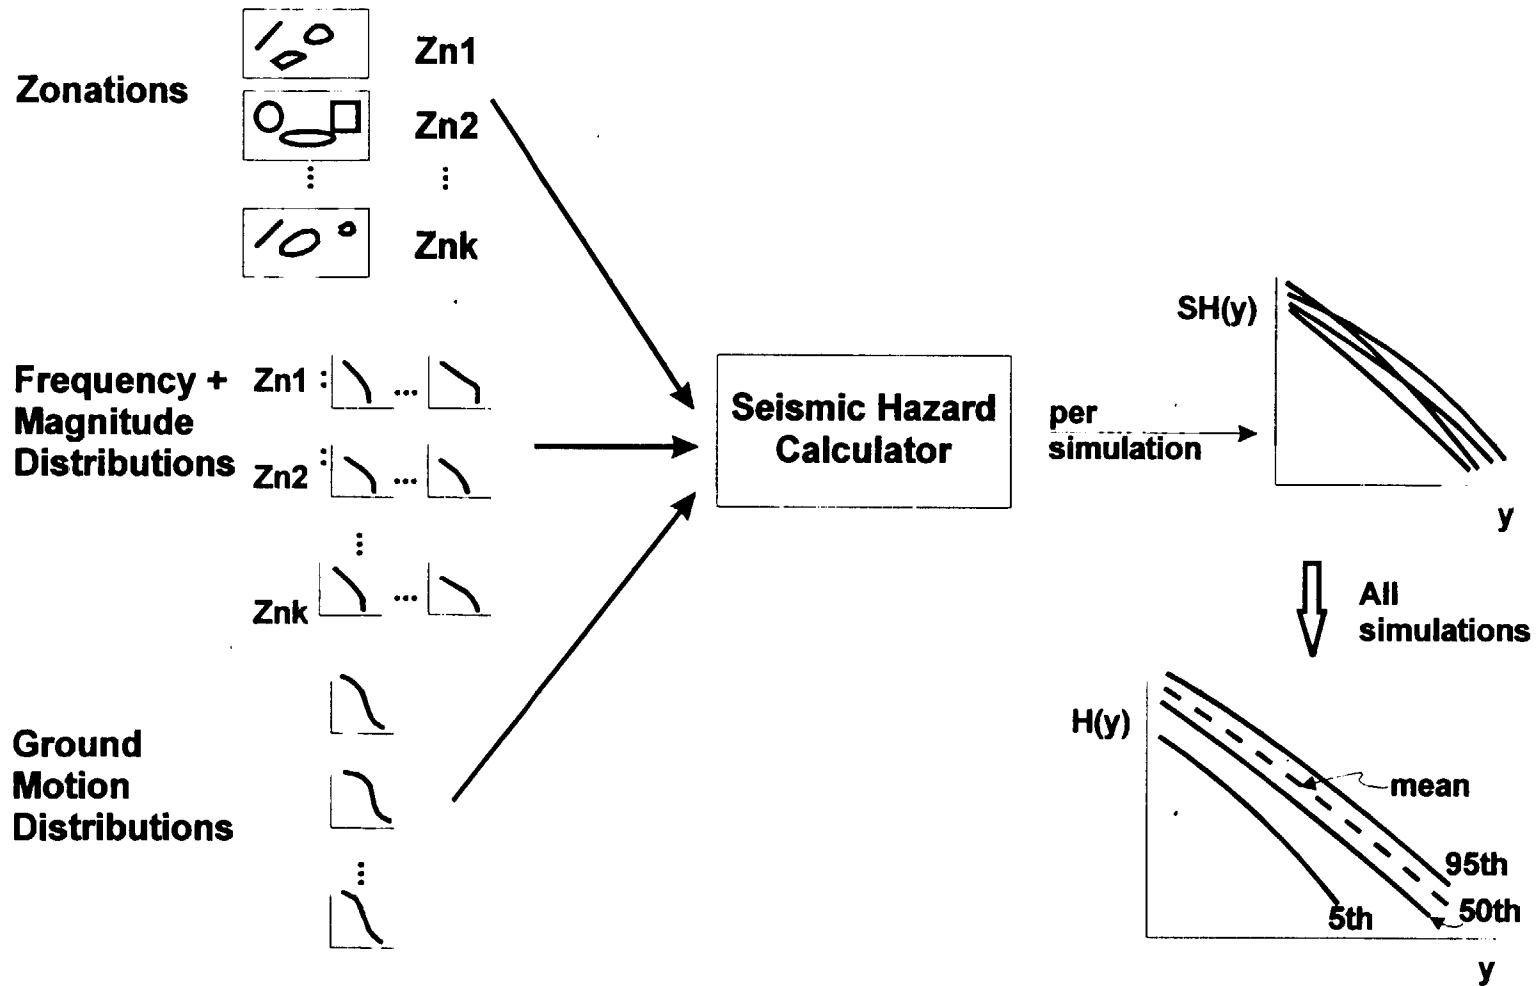 Zonations
Zn1
Zn2
Znk
Frequency +
Magnitude
Distributions
Zn1 :
Zn2 :
Znk
Ground
Motion
Distributions
Seismic Hazard
Calculator
per
simulation
SH(y)
y
All
simulations
H(y)
mean
95th
50th
5th
y